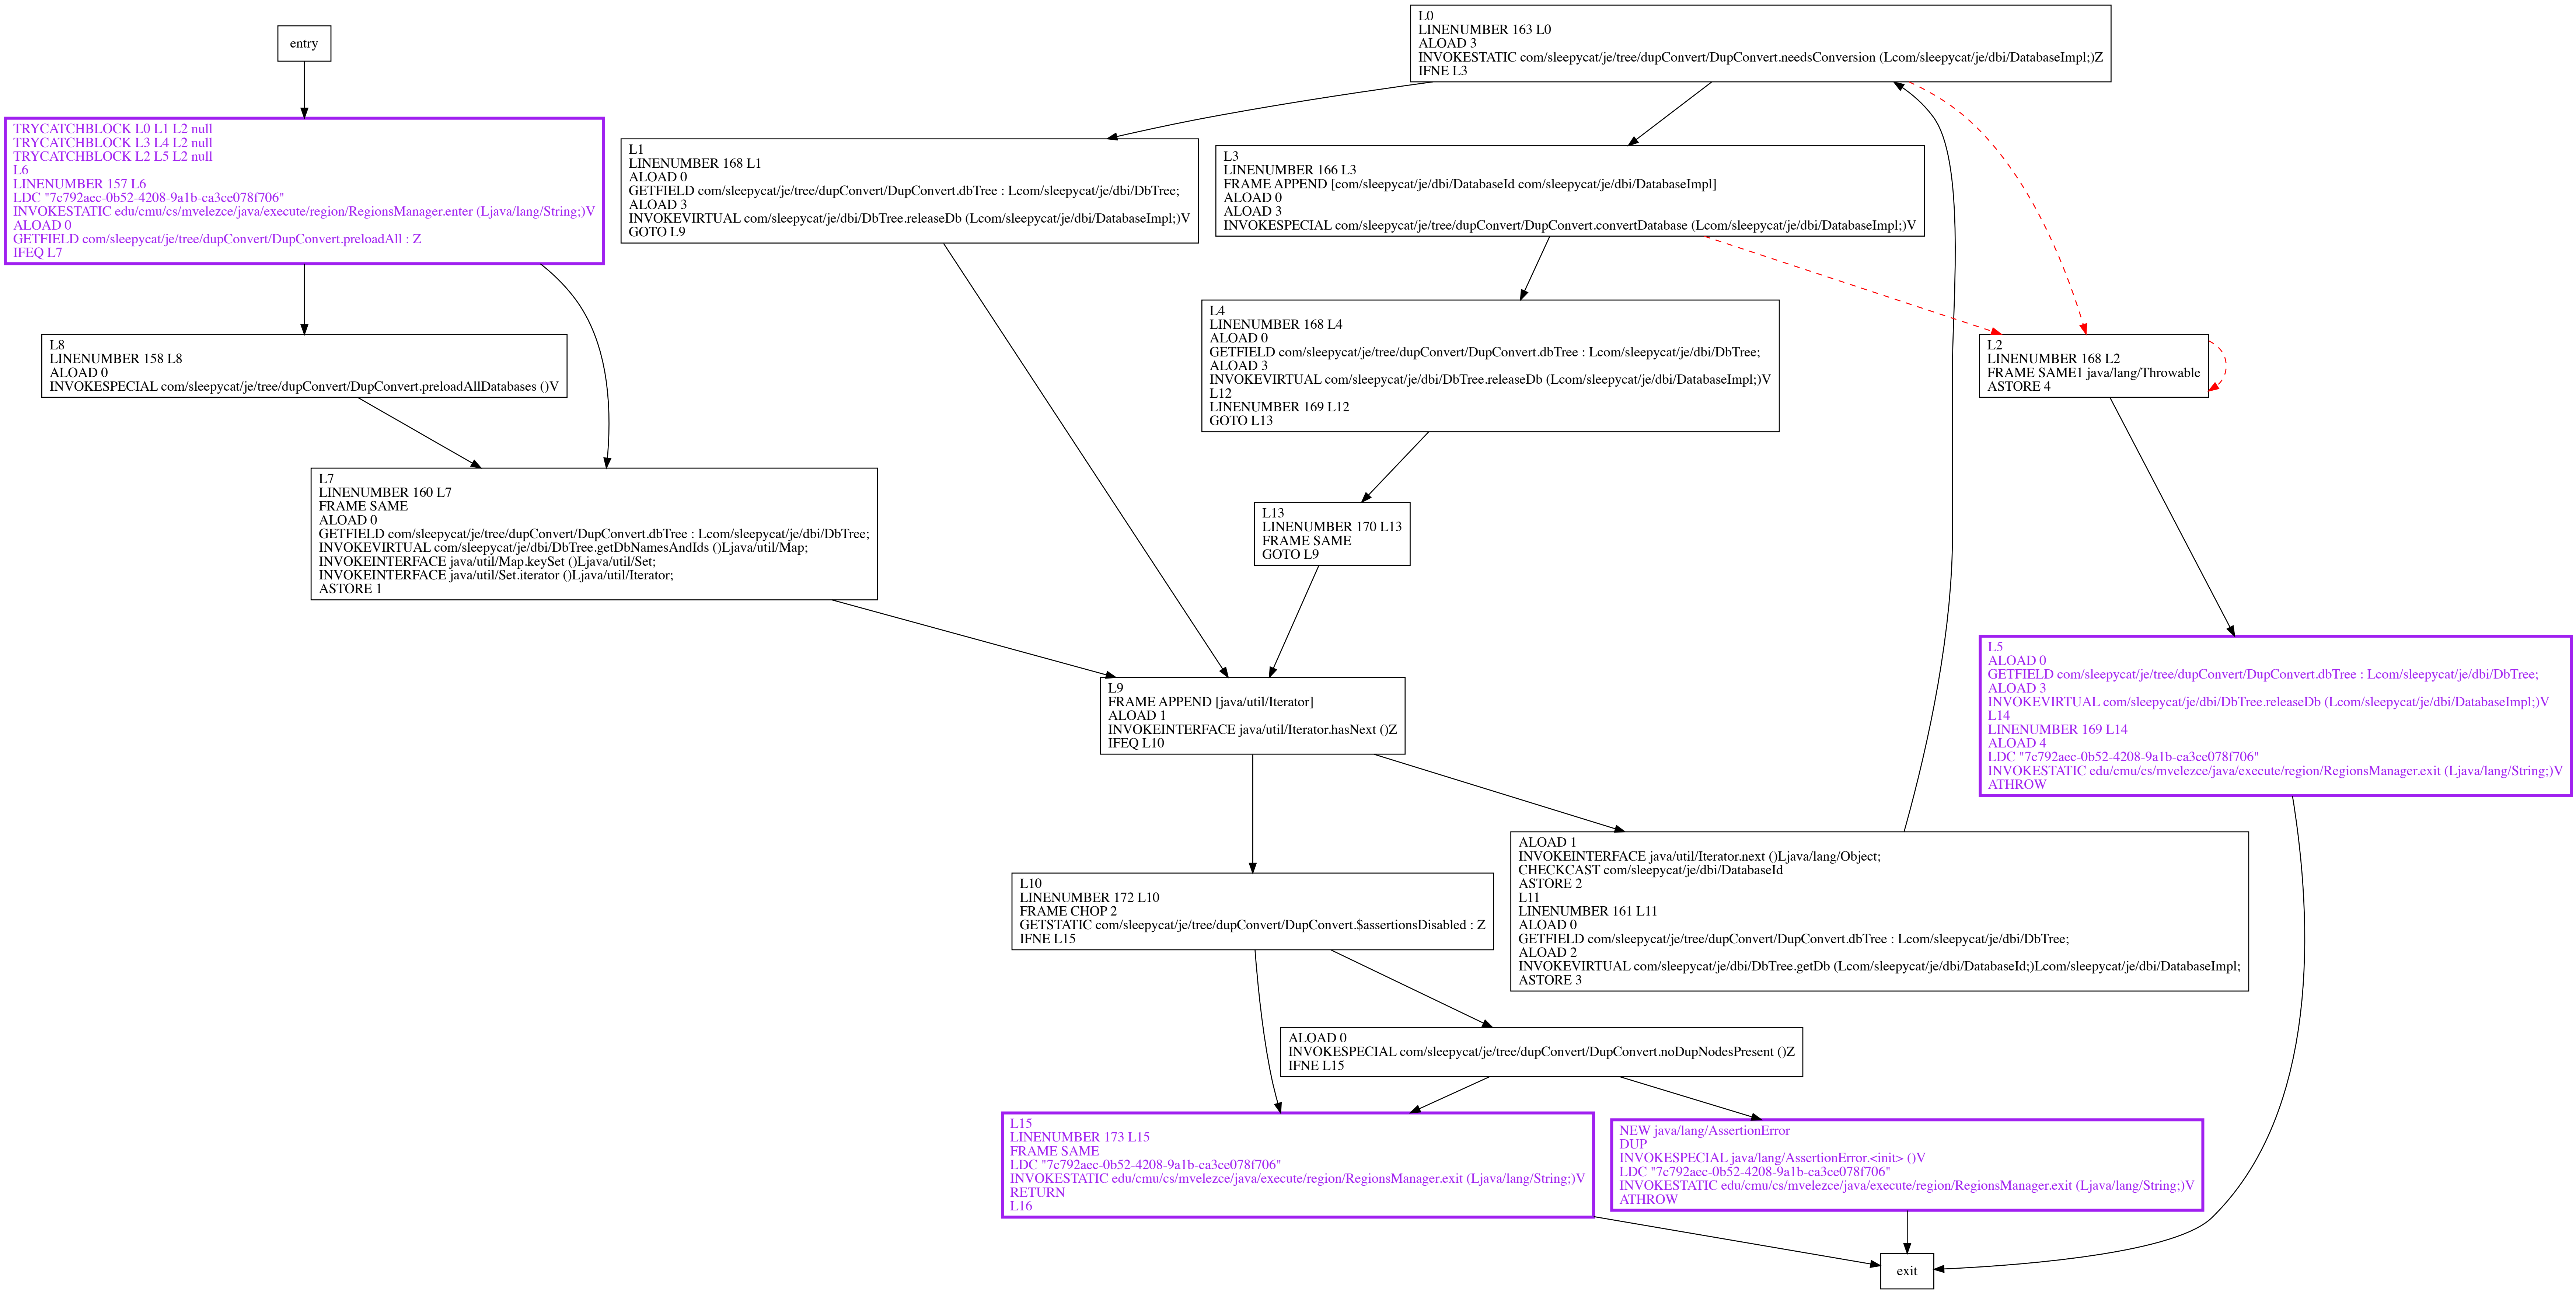 entry
TRYCATCHBLOCK L0 L1 L2 null
TRYCATCHBLOCK L3 L4 L2 null
TRYCATCHBLOCK L2 L5 L2 null
L6
LINENUMBER 157 L6
LDC "7c792aec-0b52-4208-9a1b-ca3ce078f706"
INVOKESTATIC edu/cmu/cs/mvelezce/java/execute/region/RegionsManager.enter (Ljava/lang/String;)V
ALOAD 0
GETFIELD com/sleepycat/je/tree/dupConvert/DupConvert.preloadAll : Z
IFEQ L7
L8
LINENUMBER 158 L8
ALOAD 0
INVOKESPECIAL com/sleepycat/je/tree/dupConvert/DupConvert.preloadAllDatabases ()V
L7
LINENUMBER 160 L7
FRAME SAME
ALOAD 0
GETFIELD com/sleepycat/je/tree/dupConvert/DupConvert.dbTree : Lcom/sleepycat/je/dbi/DbTree;
INVOKEVIRTUAL com/sleepycat/je/dbi/DbTree.getDbNamesAndIds ()Ljava/util/Map;
INVOKEINTERFACE java/util/Map.keySet ()Ljava/util/Set;
INVOKEINTERFACE java/util/Set.iterator ()Ljava/util/Iterator;
ASTORE 1
L0
LINENUMBER 163 L0
ALOAD 3
INVOKESTATIC com/sleepycat/je/tree/dupConvert/DupConvert.needsConversion (Lcom/sleepycat/je/dbi/DatabaseImpl;)Z
IFNE L3
L1
LINENUMBER 168 L1
ALOAD 0
GETFIELD com/sleepycat/je/tree/dupConvert/DupConvert.dbTree : Lcom/sleepycat/je/dbi/DbTree;
ALOAD 3
INVOKEVIRTUAL com/sleepycat/je/dbi/DbTree.releaseDb (Lcom/sleepycat/je/dbi/DatabaseImpl;)V
GOTO L9
L3
LINENUMBER 166 L3
FRAME APPEND [com/sleepycat/je/dbi/DatabaseId com/sleepycat/je/dbi/DatabaseImpl]
ALOAD 0
ALOAD 3
INVOKESPECIAL com/sleepycat/je/tree/dupConvert/DupConvert.convertDatabase (Lcom/sleepycat/je/dbi/DatabaseImpl;)V
L4
LINENUMBER 168 L4
ALOAD 0
GETFIELD com/sleepycat/je/tree/dupConvert/DupConvert.dbTree : Lcom/sleepycat/je/dbi/DbTree;
ALOAD 3
INVOKEVIRTUAL com/sleepycat/je/dbi/DbTree.releaseDb (Lcom/sleepycat/je/dbi/DatabaseImpl;)V
L12
LINENUMBER 169 L12
GOTO L13
L2
LINENUMBER 168 L2
FRAME SAME1 java/lang/Throwable
ASTORE 4
L13
LINENUMBER 170 L13
FRAME SAME
GOTO L9
L5
ALOAD 0
GETFIELD com/sleepycat/je/tree/dupConvert/DupConvert.dbTree : Lcom/sleepycat/je/dbi/DbTree;
ALOAD 3
INVOKEVIRTUAL com/sleepycat/je/dbi/DbTree.releaseDb (Lcom/sleepycat/je/dbi/DatabaseImpl;)V
L14
LINENUMBER 169 L14
ALOAD 4
LDC "7c792aec-0b52-4208-9a1b-ca3ce078f706"
INVOKESTATIC edu/cmu/cs/mvelezce/java/execute/region/RegionsManager.exit (Ljava/lang/String;)V
ATHROW
L9
FRAME APPEND [java/util/Iterator]
ALOAD 1
INVOKEINTERFACE java/util/Iterator.hasNext ()Z
IFEQ L10
L10
LINENUMBER 172 L10
FRAME CHOP 2
GETSTATIC com/sleepycat/je/tree/dupConvert/DupConvert.$assertionsDisabled : Z
IFNE L15
ALOAD 1
INVOKEINTERFACE java/util/Iterator.next ()Ljava/lang/Object;
CHECKCAST com/sleepycat/je/dbi/DatabaseId
ASTORE 2
L11
LINENUMBER 161 L11
ALOAD 0
GETFIELD com/sleepycat/je/tree/dupConvert/DupConvert.dbTree : Lcom/sleepycat/je/dbi/DbTree;
ALOAD 2
INVOKEVIRTUAL com/sleepycat/je/dbi/DbTree.getDb (Lcom/sleepycat/je/dbi/DatabaseId;)Lcom/sleepycat/je/dbi/DatabaseImpl;
ASTORE 3
ALOAD 0
INVOKESPECIAL com/sleepycat/je/tree/dupConvert/DupConvert.noDupNodesPresent ()Z
IFNE L15
L15
LINENUMBER 173 L15
FRAME SAME
LDC "7c792aec-0b52-4208-9a1b-ca3ce078f706"
INVOKESTATIC edu/cmu/cs/mvelezce/java/execute/region/RegionsManager.exit (Ljava/lang/String;)V
RETURN
L16
NEW java/lang/AssertionError
DUP
INVOKESPECIAL java/lang/AssertionError.<init> ()V
LDC "7c792aec-0b52-4208-9a1b-ca3ce078f706"
INVOKESTATIC edu/cmu/cs/mvelezce/java/execute/region/RegionsManager.exit (Ljava/lang/String;)V
ATHROW
exit